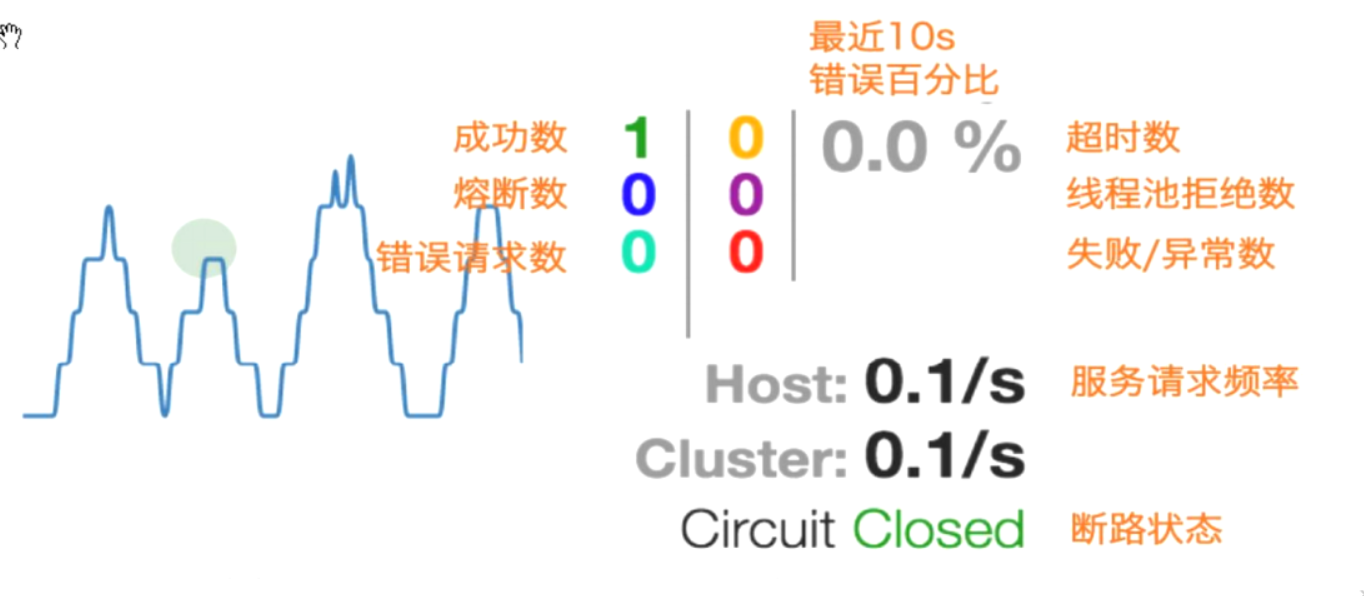 最近10s
错误百分比
成功数 1 0 0.0 % 超时数
熔断数 0 0 线程池拒绝数
错误请求数 0 0 失败/异常数
Host: 0.1/s 服务请求频率
Cluster: 0.1/s
Circuit Closed 断路状态